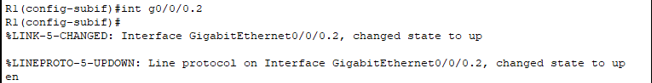 R1(config-subif)#int g0/0/0.2
R1(config-subif)#
%LINK-5-CHANGED: Interface GigabitEthernet0/0/0.2, changed state to up
%LINEPROTO-5-UPDOWN: Line protocol on Interface GigabitEthernet0/0/0.2, changed state to up
en